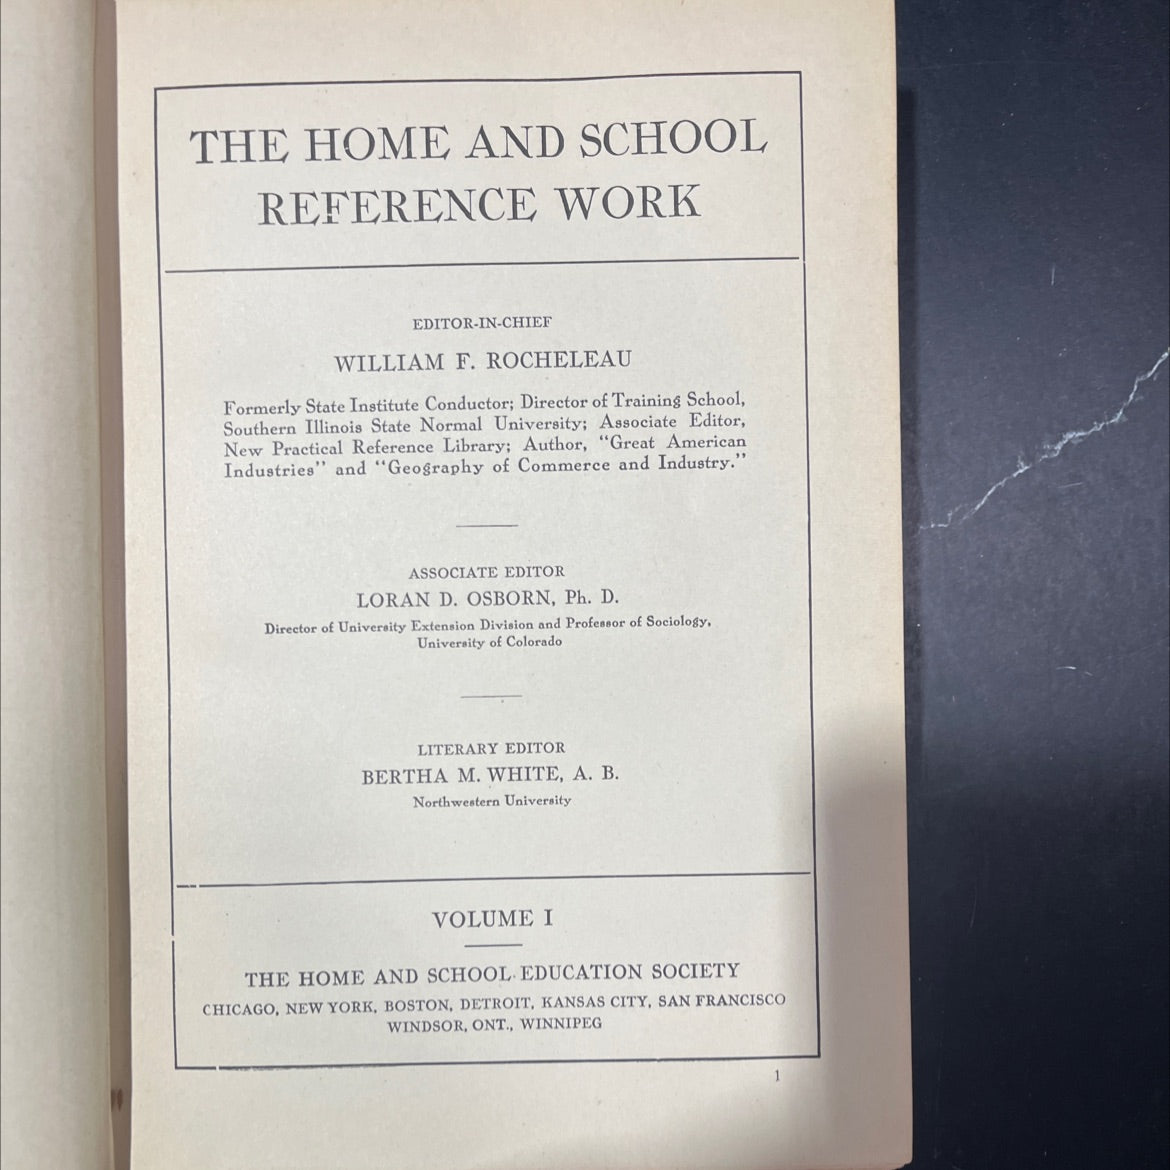 THE HOME AND SCHOOL
REFERENCE WORK
EDITOR-IN-CHIEF
WILLIAM F. ROCHELEAU
Formerly State Institute Conductor; Director of Training School,
Southern Illinois State Normal University; Associate Editor,
New Practical Reference Library; Author, "Great American
Industries" and "Geography of Commerce and Industry."
ASSOCIATE EDITOR
LORAN D. OSBORN, Ph. D.
Director of University Extension Division and Professor of Sociology,
University of Colorado
LITERARY EDITOR
BERTHA M. WHITE, A. B.
Northwestern University
VOLUME I
THE HOME AND SCHOOL EDUCATION SOCIETY
CHICAGO, NEW YORK, BOSTON, DETROIT, KANSAS CITY, SAN FRANCISCO
WINDSOR, ONT., WINNIPEG
1